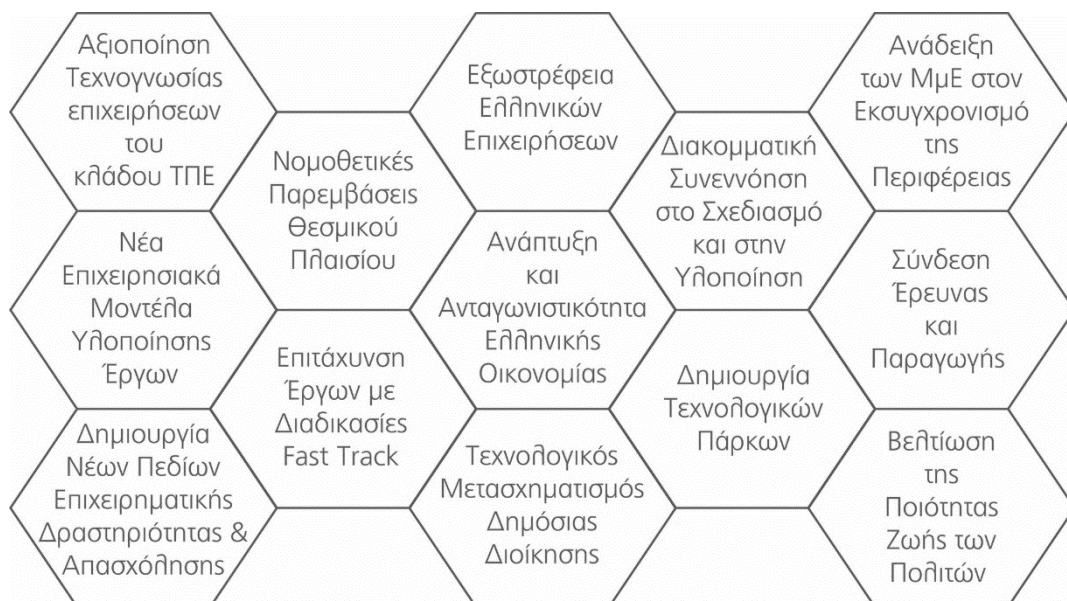 Αξιοποίηση
Τεχνογνωσίας
επιχειρήσεων
του
κλάδου ΤΠΕ
Νέα
Επιχειρησιακά
Μοντέλα
Υλοποίησης
Έργων
Δημιουργία
Νέων Πεδίων
Επιχειρηματικής
Δραστηριότητας &
Απασχόλησης
Νομοθετικές
Παρεμβάσεις
Θεσμικού
Πλαισίου
Επιτάχυνση
Έργων με
Διαδικασίες
Fast Track
Εξωστρέφεια
Ελληνικών
Επιχειρήσεων
Ανάπτυξη
και
Ανταγωνιστικότητα
Ελληνικής
Οικονομίας
Τεχνολογικός
Μετασχηματισμός
Δημόσιας
Διοίκησης
Διακομματική
Συνεννόηση
στο Σχεδιασμό
και στην
Υλοποίηση
Δημιουργία
Τεχνολογικών
Πάρκων
Ανάδειξη
των ΜμΕ στον
Εκσυγχρονισμό
της
Περιφέρειας
Σύνδεση
Έρευνας
και
Παραγωγής
Βελτίωση
της
Ποιότητας
Ζωής των
Πολιτών